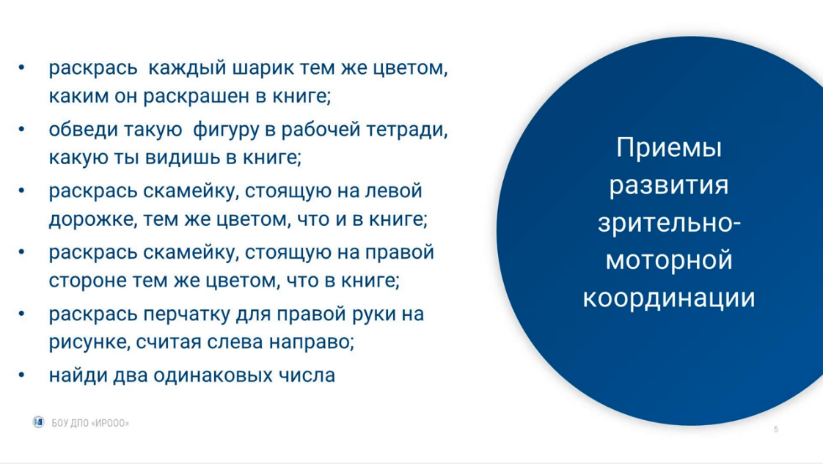 • раскрась каждый шарик тем же цветом,
каким он раскрашен в книге;
• обведи такую фигуру в рабочей тетради,
какую ты видишь в книге;
• раскрась скамейку, стоящую на левой
дорожке, тем же цветом, что и в книге;
• раскрась скамейку, стоящую на правой
стороне тем же цветом, что в книге;
• раскрась перчатку для правой руки на
рисунке, считая слева направо;
• найди два одинаковых числа
Приемы
развития
зрительно-
моторной
координации
БОУ ДПО «ИРООО»
5